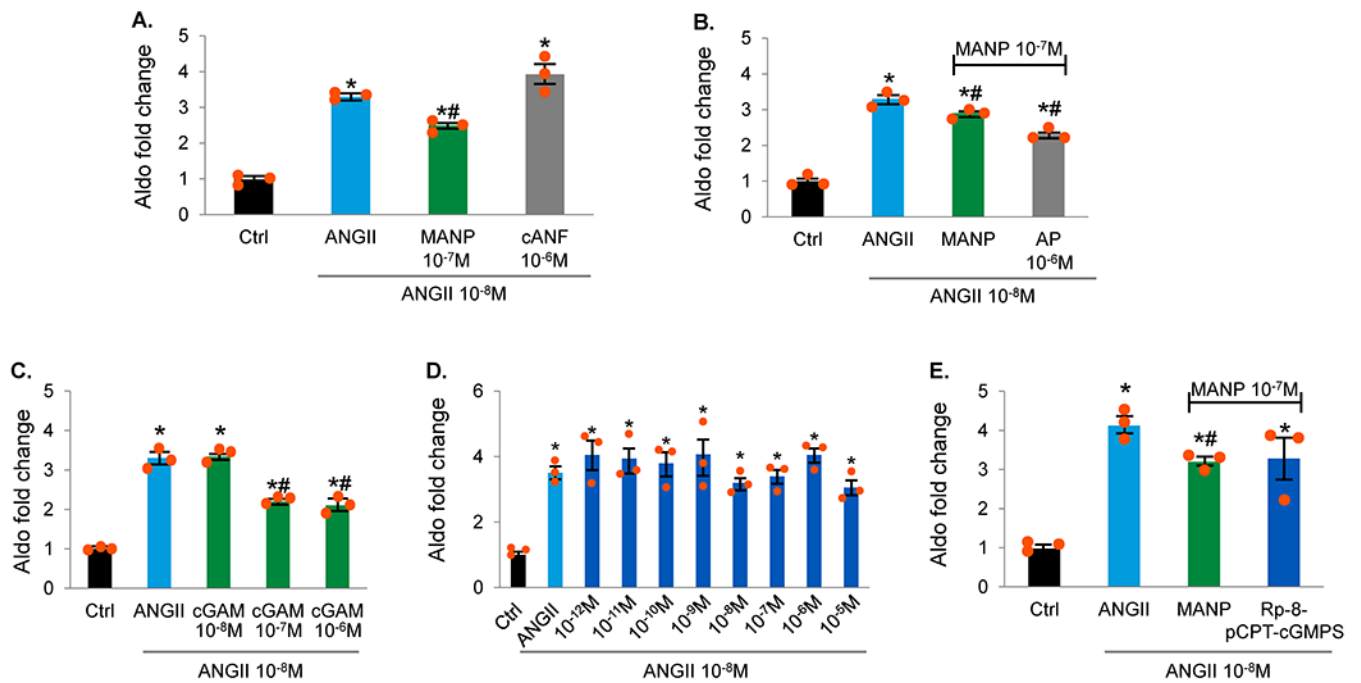 A.
Aldo fold change
5
4
3
2
1
0
*
*#
*
Ctrl
ANGII
MANP
10⁻⁷M
cANF
10⁻⁶M
ANGII 10⁻⁸M
B.
Aldo fold change
5
4
3
2
1
0
MANP 10⁻⁷M
*
*#
*#
Ctrl
ANGII
MANP
AP
10⁻⁶M
ANGII 10⁻⁸M
C.
Aldo fold change
5
4
3
2
1
0
*
*
*#
*#
Ctrl
ANGII
cGAM
10⁻⁸M
cGAM
10⁻⁷M
cGAM
10⁻⁶M
ANGII 10⁻⁸M
D.
Aldo fold change
6
4
2
0
*
*
*
*
*
*
*
*
*
Ctrl
ANGII
10⁻¹²M
10⁻¹¹M
10⁻¹⁰M
10⁻⁹M
10⁻⁸M
10⁻⁷M
10⁻⁶M
10⁻⁵M
ANGII 10⁻⁸M
E.
Aldo fold change
5
4
3
2
1
0
MANP 10⁻⁷M
*
*#
*
Ctrl
ANGII
MANP
Rp-8-
pCPT-cGMPS
ANGII 10⁻⁸M